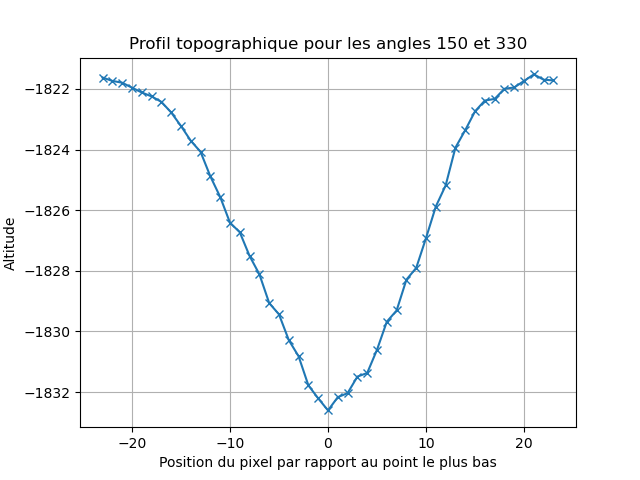 Profil topographique pour les angles 150 et 330
−1822
−1824
−1826
−1828
−1830
−1832
Altitude
−20 −10 0 10 20
Position du pixel par rapport au point le plus bas